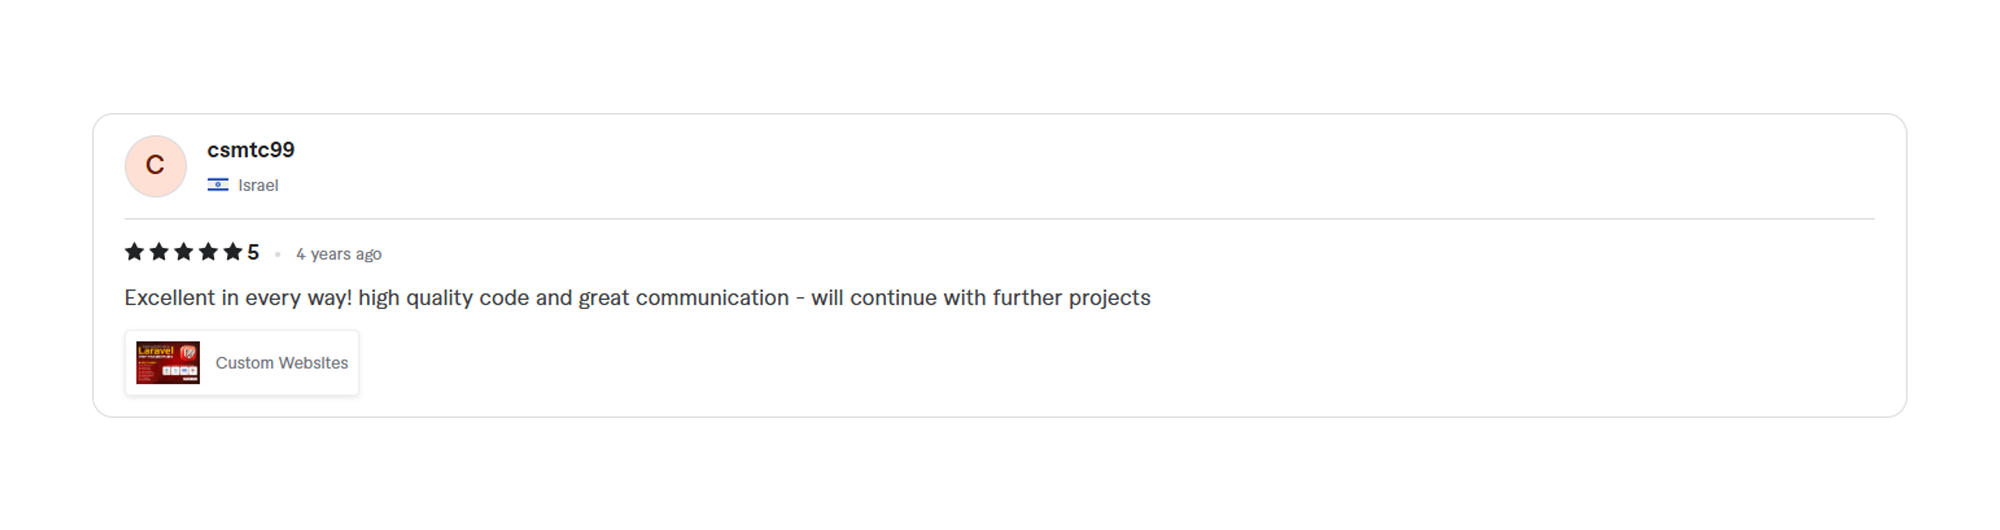 C
csmtc99
Israel
5 • 4 years ago
Excellent in every way! high quality code and great communication - will continue with further projects
Laravel
Custom Websites